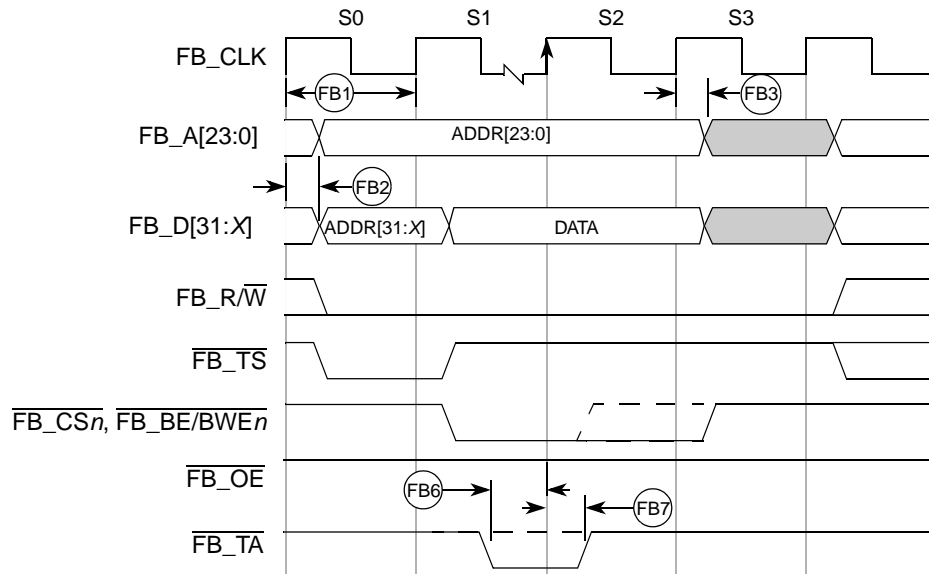 S0 S1 S2 S3
FB_CLK
FB1 FB3
FB_A[23:0] ADDR[23:0]
FB2
FB_D[31:X] ADDR[31:X] DATA
FB_R/W
FB_TS
FB_CSn, FB_BE/BWEn
FB_OE
FB6 FB7
FB_TA